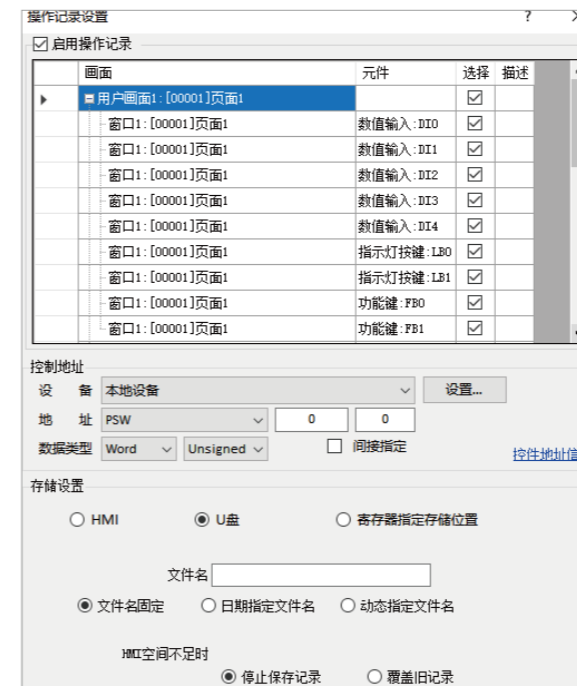 操作记录设置 ? X
启用操作记录
画面 元件 选择 描述
用户画面1:[00001]页面1
窗口1:[00001]页面1 数值输入:DI0
窗口1:[00001]页面1 数值输入:DI1
窗口1:[00001]页面1 数值输入:DI2
窗口1:[00001]页面1 数值输入:DI3
窗口1:[00001]页面1 数值输入:DI4
窗口1:[00001]页面1 指示灯按键:LB0
窗口1:[00001]页面1 指示灯按键:LB1
窗口1:[00001]页面1 功能键:FB0
窗口1:[00001]页面1 功能键:FB1
控制地址
设 备 本地设备 设置...
地 址 PSW 0 0
数据类型 Word Unsigned 间接指定
控件地址信
存储设置
HMI U盘 寄存器指定存储位置
文件名
文件名固定 日期指定文件名 动态指定文件名
HMI空间不足时
停止保存记录 覆盖旧记录